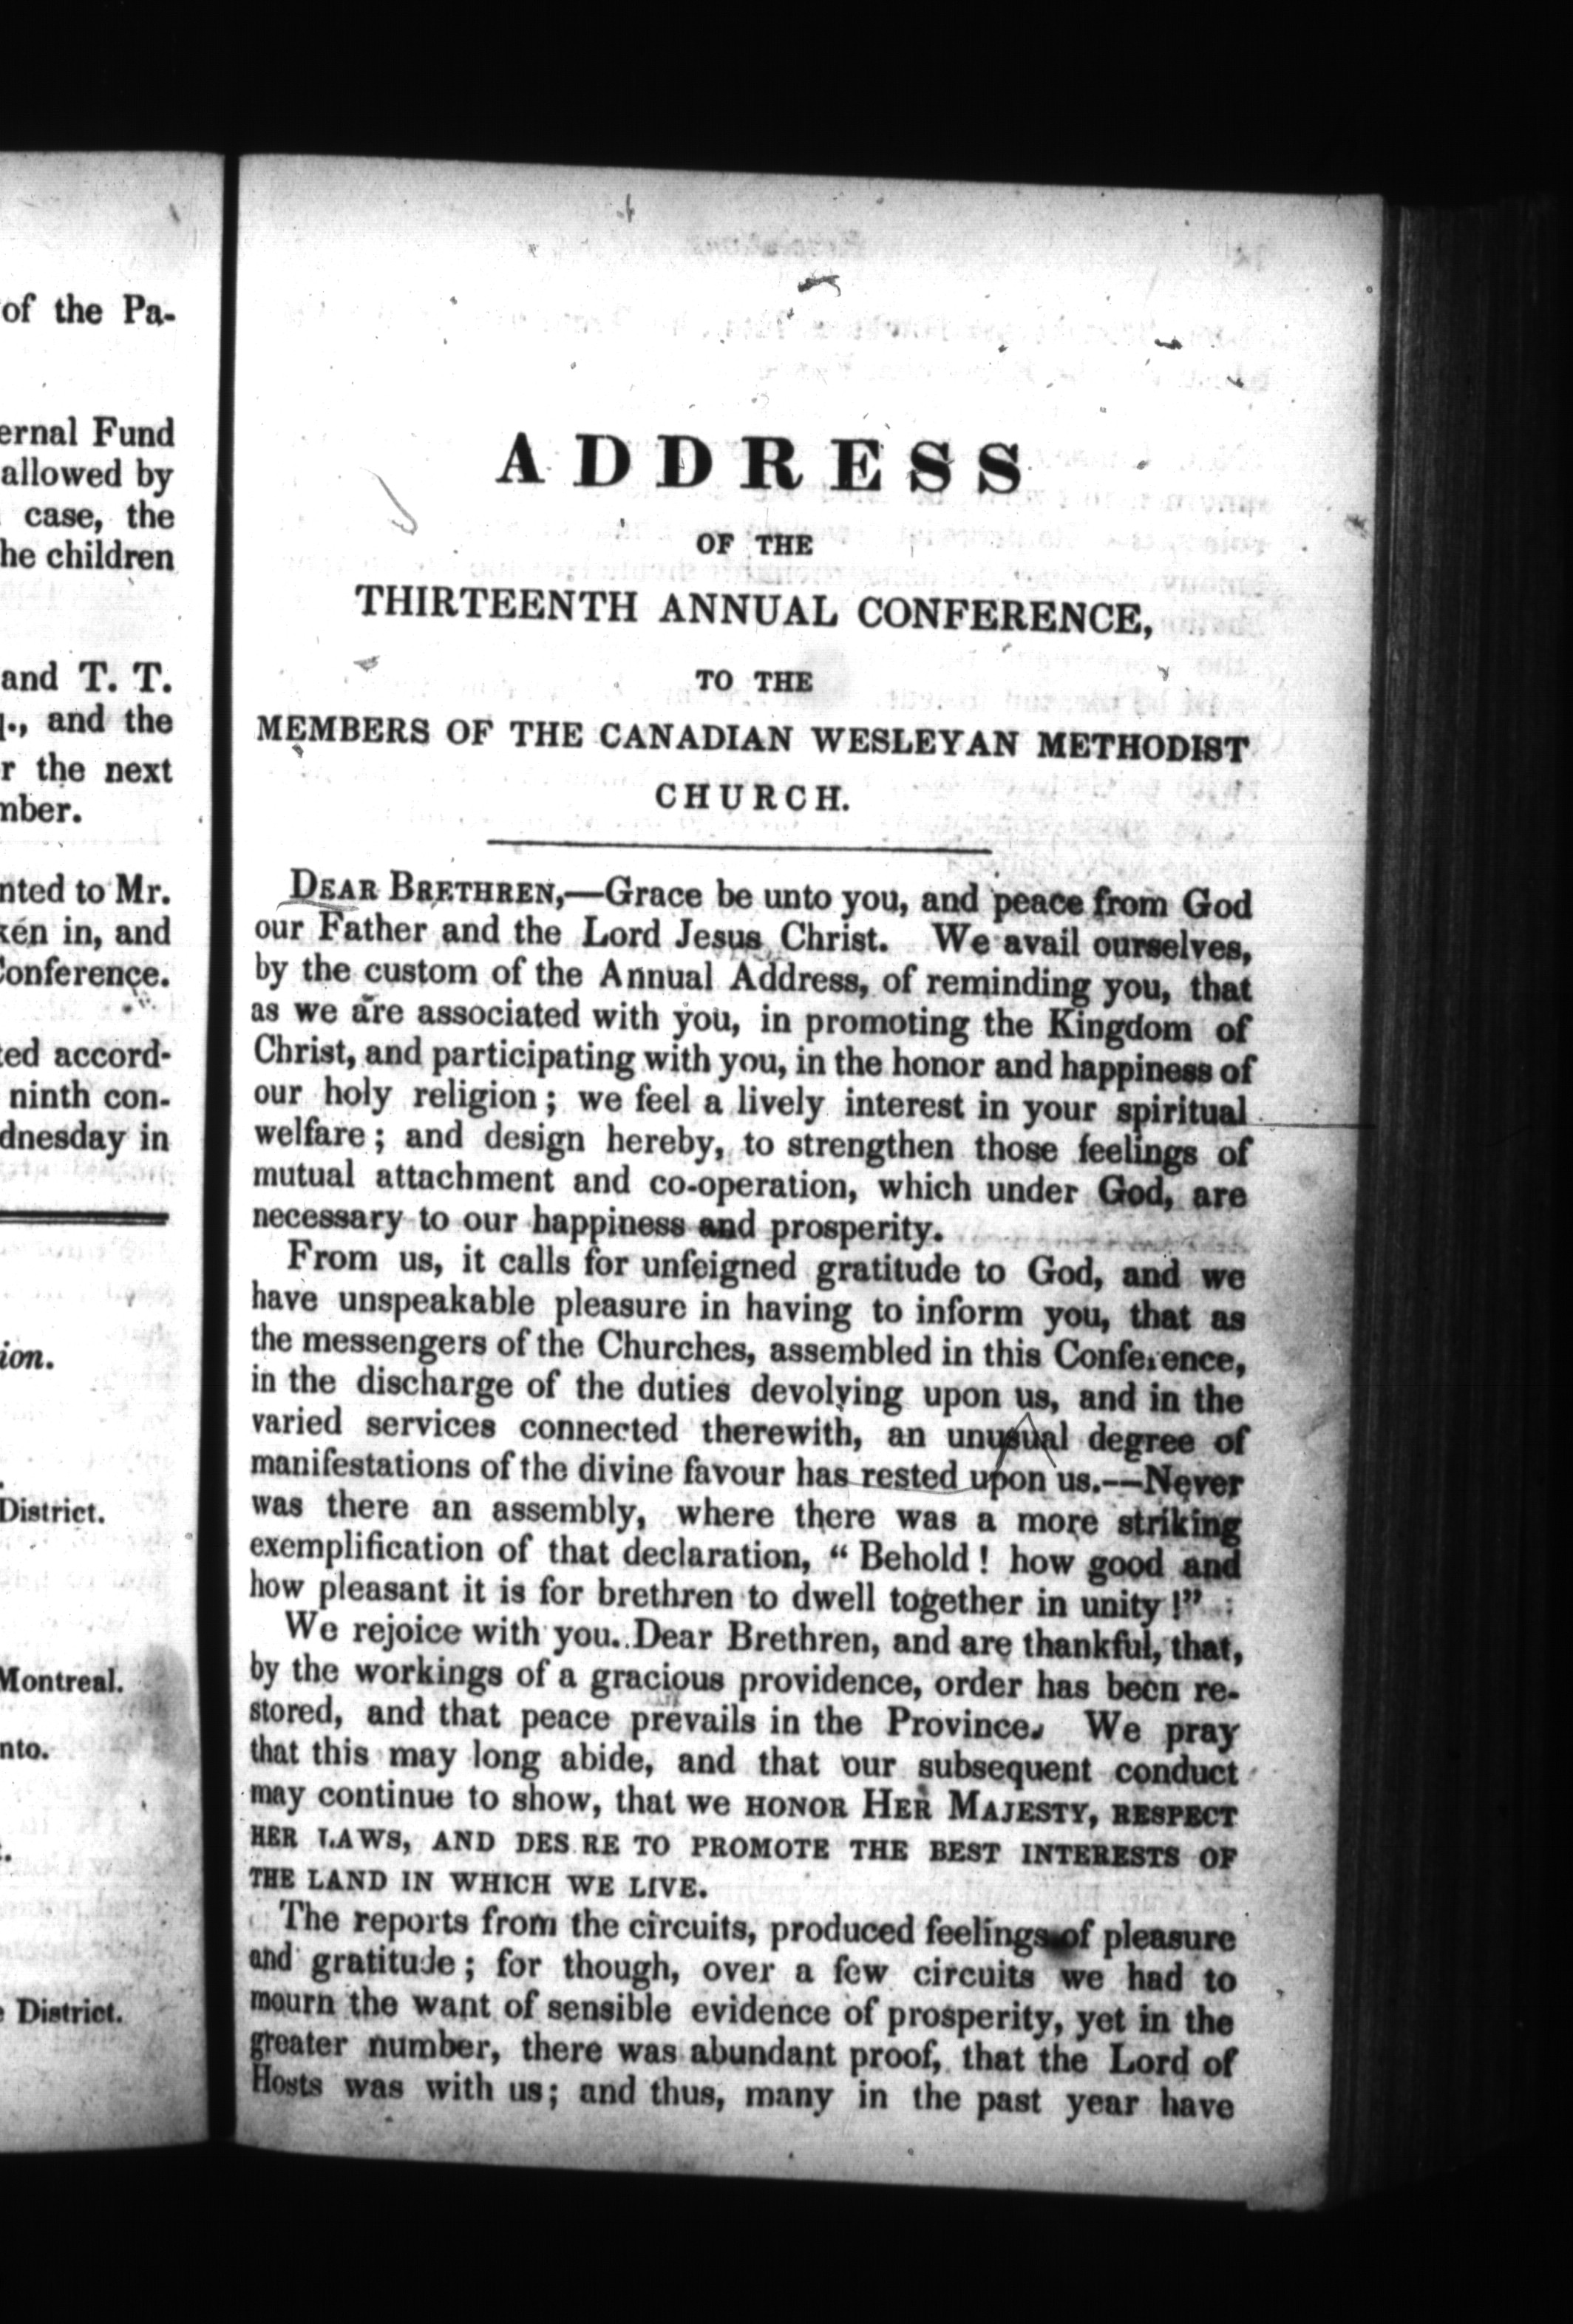 of the Pa-
ernal Fund
allowed by
case, the
he children
and T. T.
q., and the
r the next
mber.
nted to Mr.
ken in, and
Conference.
ted accord-
ninth con-
dnesday in
ion.
District.
Montreal.
nto.
District.
ADDRESS
OF THE
THIRTEENTH ANNUAL CONFERENCE,
TO THE
MEMBERS OF THE CANADIAN WESLEYAN METHODIST
CHURCH.
DEAR BRETHREN,—Grace be unto you, and peace from God
our Father and the Lord Jesus Christ. We avail ourselves,
by the custom of the Annual Address, of reminding you, that
as we are associated with you, in promoting the Kingdom of
Christ, and participating with you, in the honor and happiness of
our holy religion; we feel a lively interest in your spiritual
welfare; and design hereby, to strengthen those feelings of
mutual attachment and co-operation, which under God, are
necessary to our happiness and prosperity.
From us, it calls for unfeigned gratitude to God, and we
have unspeakable pleasure in having to inform you, that as
the messengers of the Churches, assembled in this Conference,
in the discharge of the duties devolving upon us, and in the
varied services connected therewith, an unusual degree of
manifestations of the divine favour has rested upon us.—Never
was there an assembly, where there was a more striking
exemplification of that declaration, “ Behold ! how good and
how pleasant it is for brethren to dwell together in unity !”
We rejoice with you. Dear Brethren, and are thankful, that,
by the workings of a gracious providence, order has been re-
stored, and that peace prevails in the Province. We pray
that this may long abide, and that our subsequent conduct
may continue to show, that we HONOR HER MAJESTY, RESPECT
HER LAWS, AND DES RE TO PROMOTE THE BEST INTERESTS OF
THE LAND IN WHICH WE LIVE.
The reports from the circuits, produced feelings of pleasure
and gratitude; for though, over a few circuits we had to
mourn the want of sensible evidence of prosperity, yet in the
greater number, there was abundant proof, that the Lord of
Hosts was with us; and thus, many in the past year have